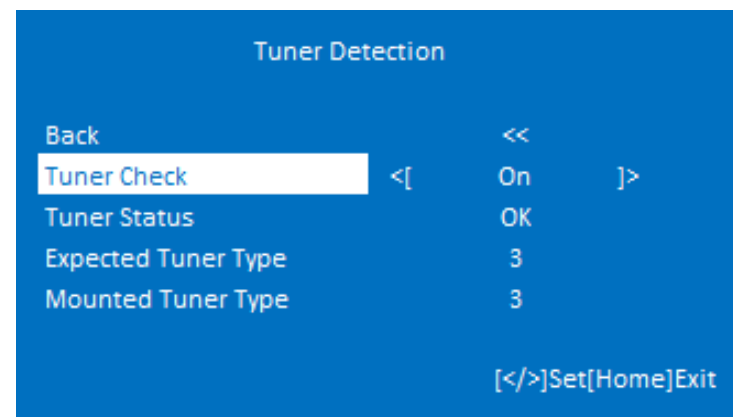 Tuner Detection
Back <<
Tuner Check <[ On ]>
Tuner Status OK
Expected Tuner Type 3
Mounted Tuner Type 3
[</>]Set[Home]Exit